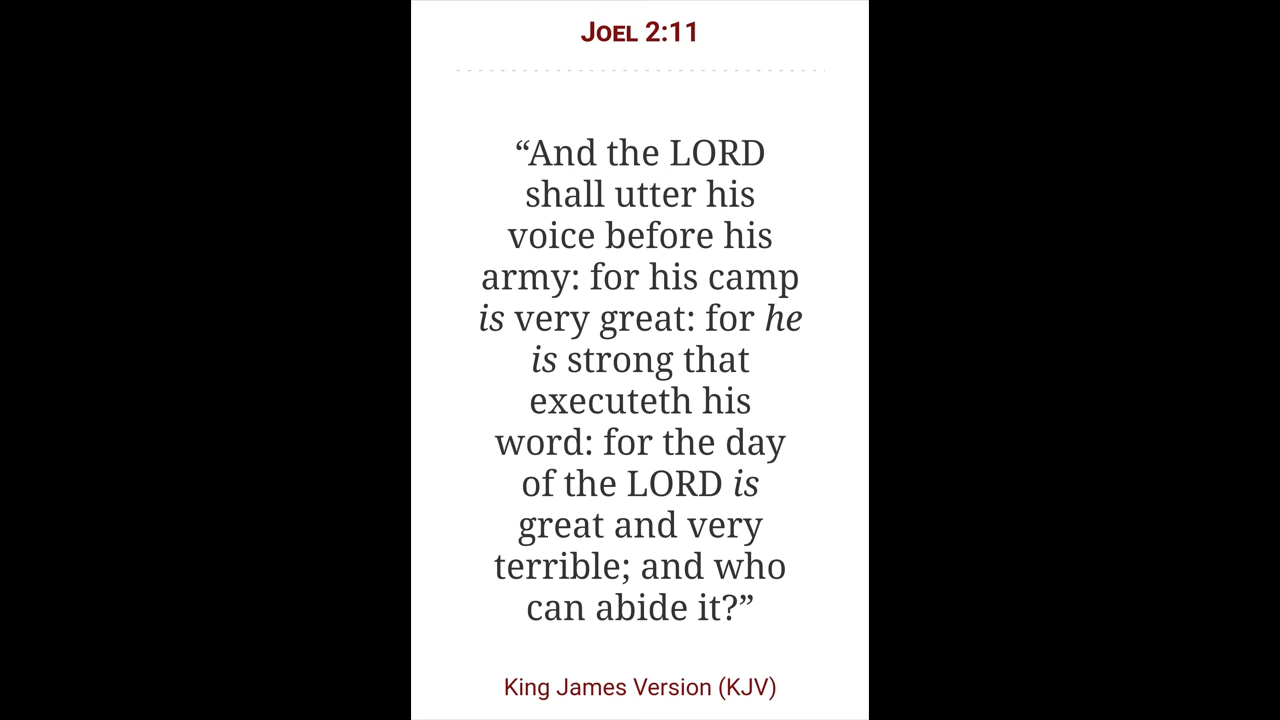 JOEL 2:11
“And the LORD
shall utter his
voice before his
army: for his camp
is very great: for he
is strong that
executeth his
word: for the day
of the LORD is
great and very
terrible; and who
can abide it?”
King James Version (KJV)